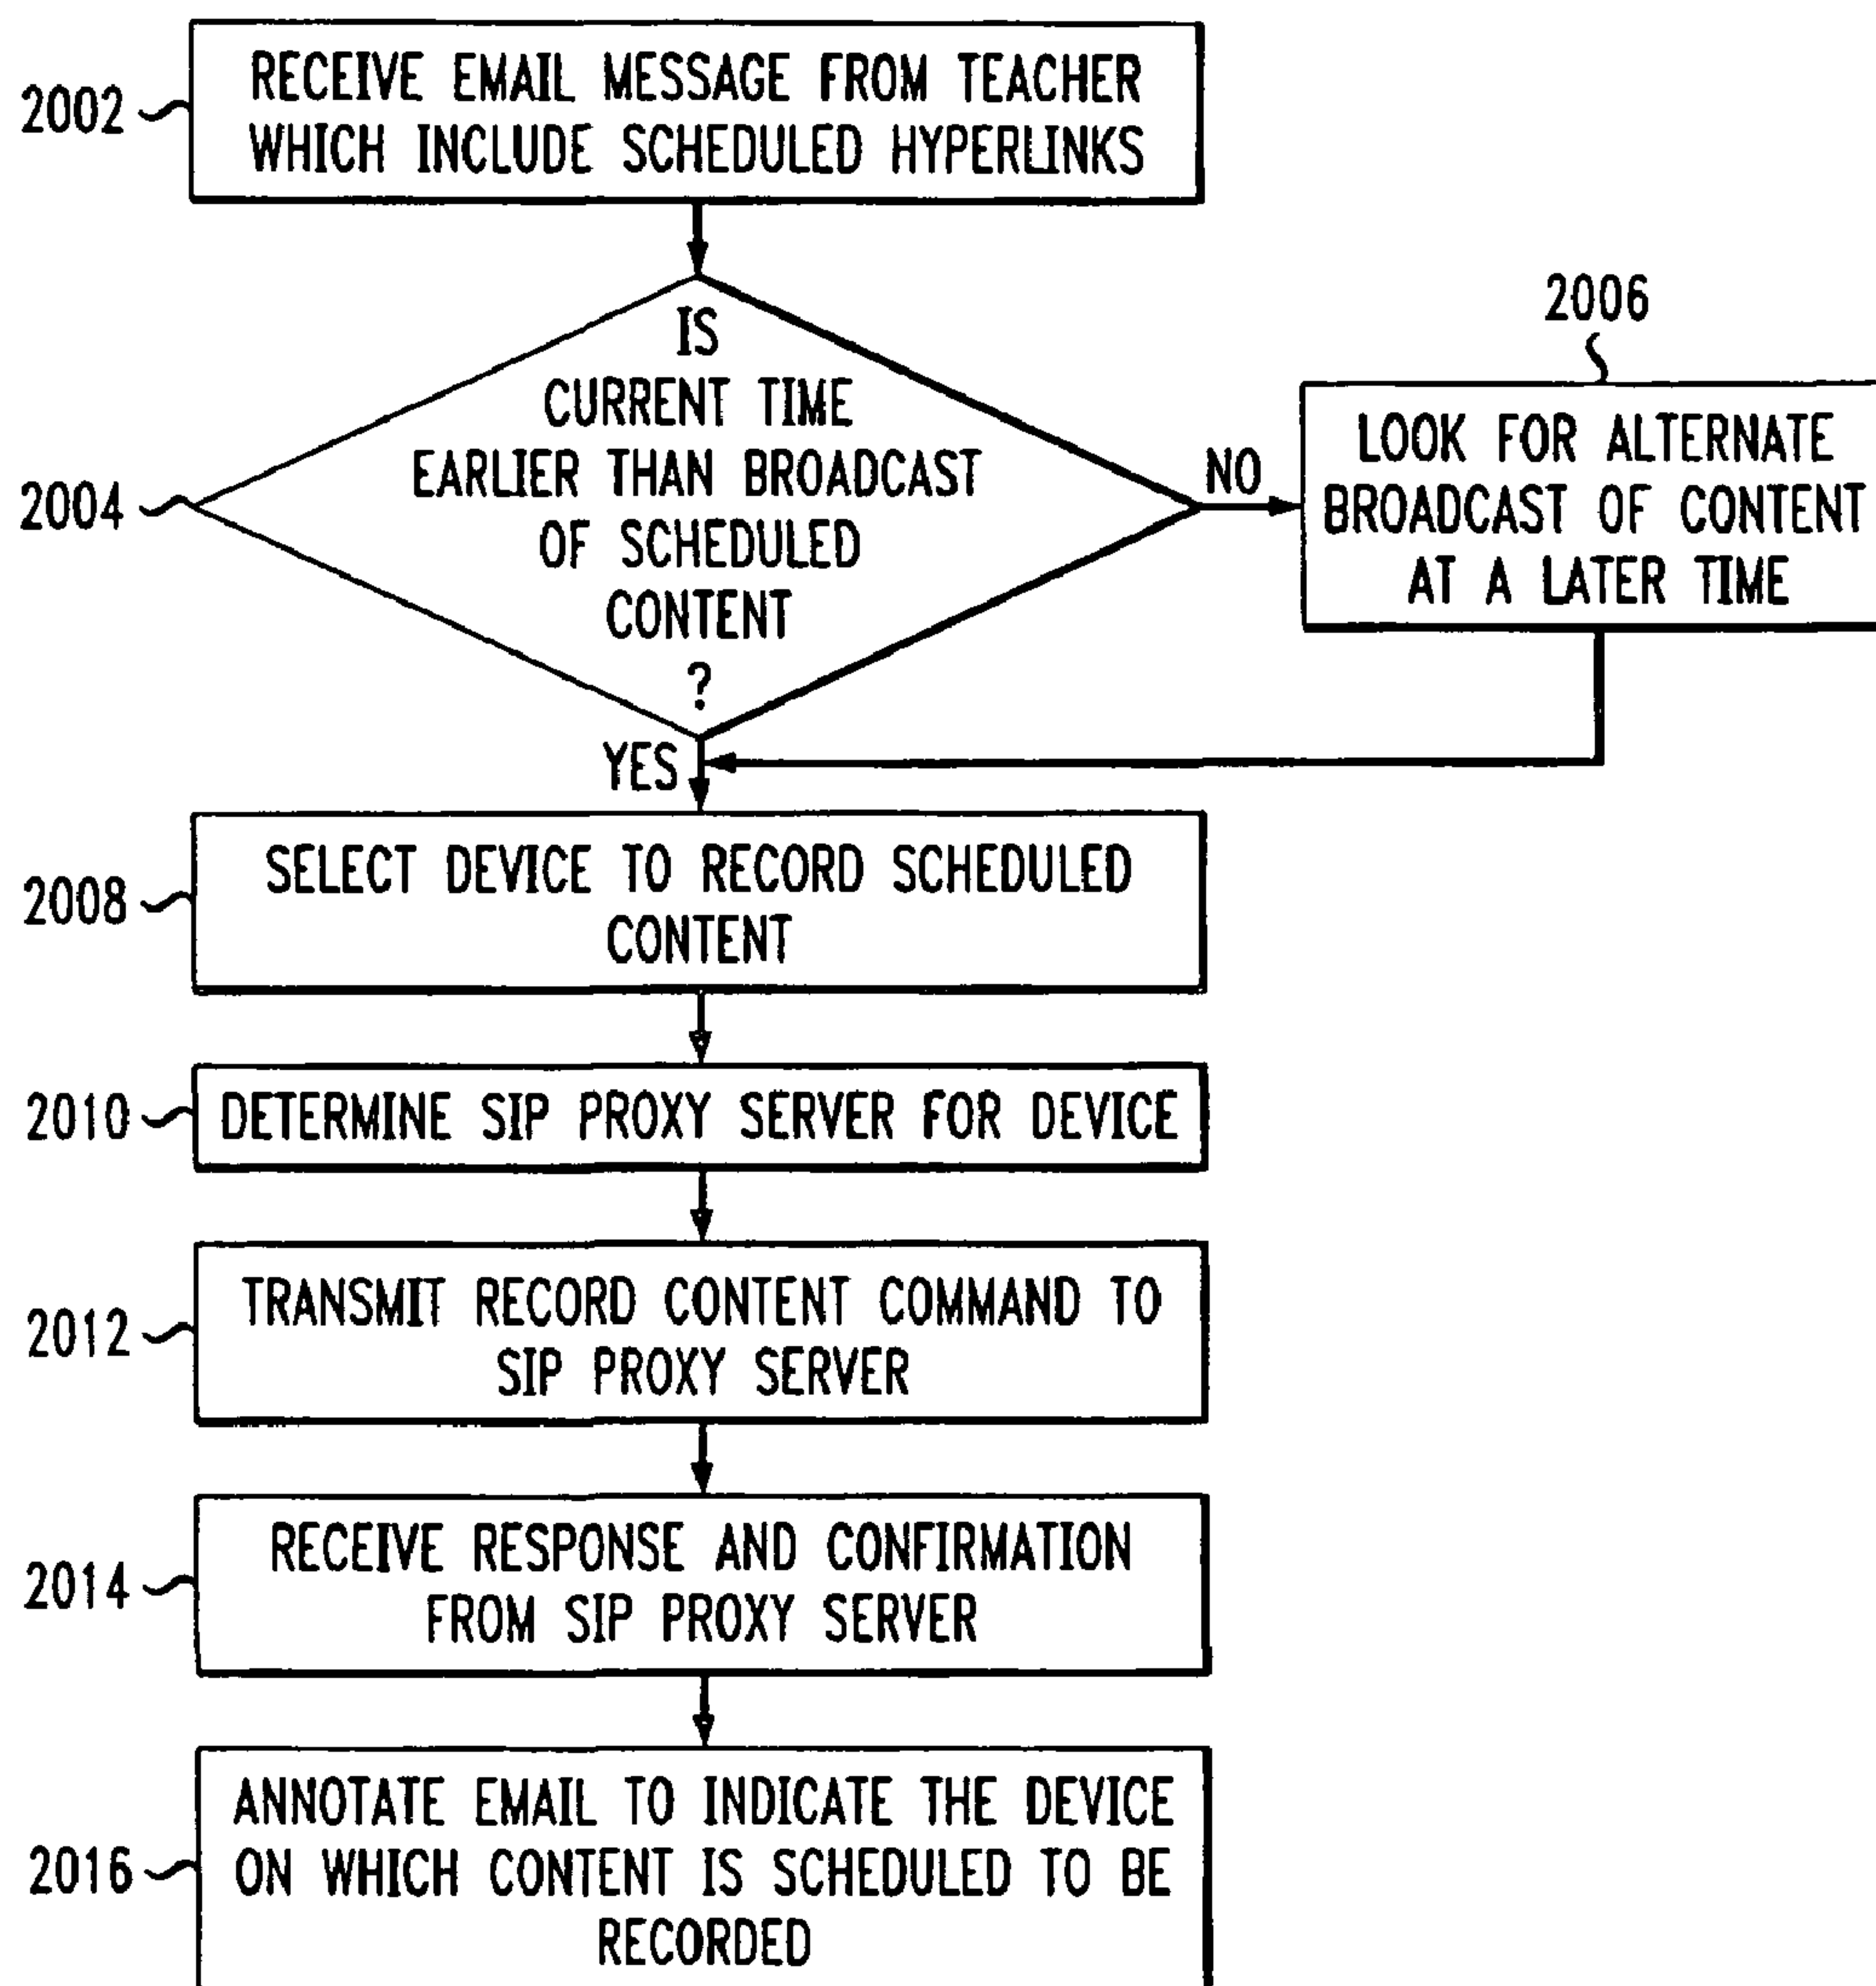 2002
RECEIVE EMAIL MESSAGE FROM TEACHER
WHICH INCLUDE SCHEDULED HYPERLINKS
2004
IS
CURRENT TIME
EARLIER THAN BROADCAST
OF SCHEDULED
CONTENT
?
NO
2006
LOOK FOR ALTERNATE
BROADCAST OF CONTENT
AT A LATER TIME
YES
2008
SELECT DEVICE TO RECORD SCHEDULED
CONTENT
2010
DETERMINE SIP PROXY SERVER FOR DEVICE
2012
TRANSMIT RECORD CONTENT COMMAND TO
SIP PROXY SERVER
2014
RECEIVE RESPONSE AND CONFIRMATION
FROM SIP PROXY SERVER
2016
ANNOTATE EMAIL TO INDICATE THE DEVICE
ON WHICH CONTENT IS SCHEDULED TO BE
RECORDED